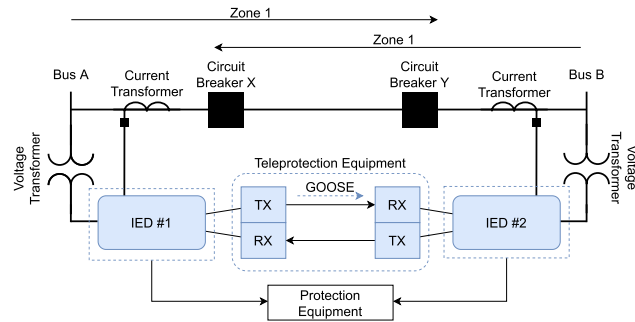 Zone 1
Zone 1
Bus A
Current
Transformer
Circuit
Breaker X
Circuit
Breaker Y
Current
Transformer
Bus B
Voltage
Transformer
Voltage
Transformer
Teleprotection Equipment
GOOSE
IED #1
TX
RX
RX
TX
IED #2
Protection
Equipment